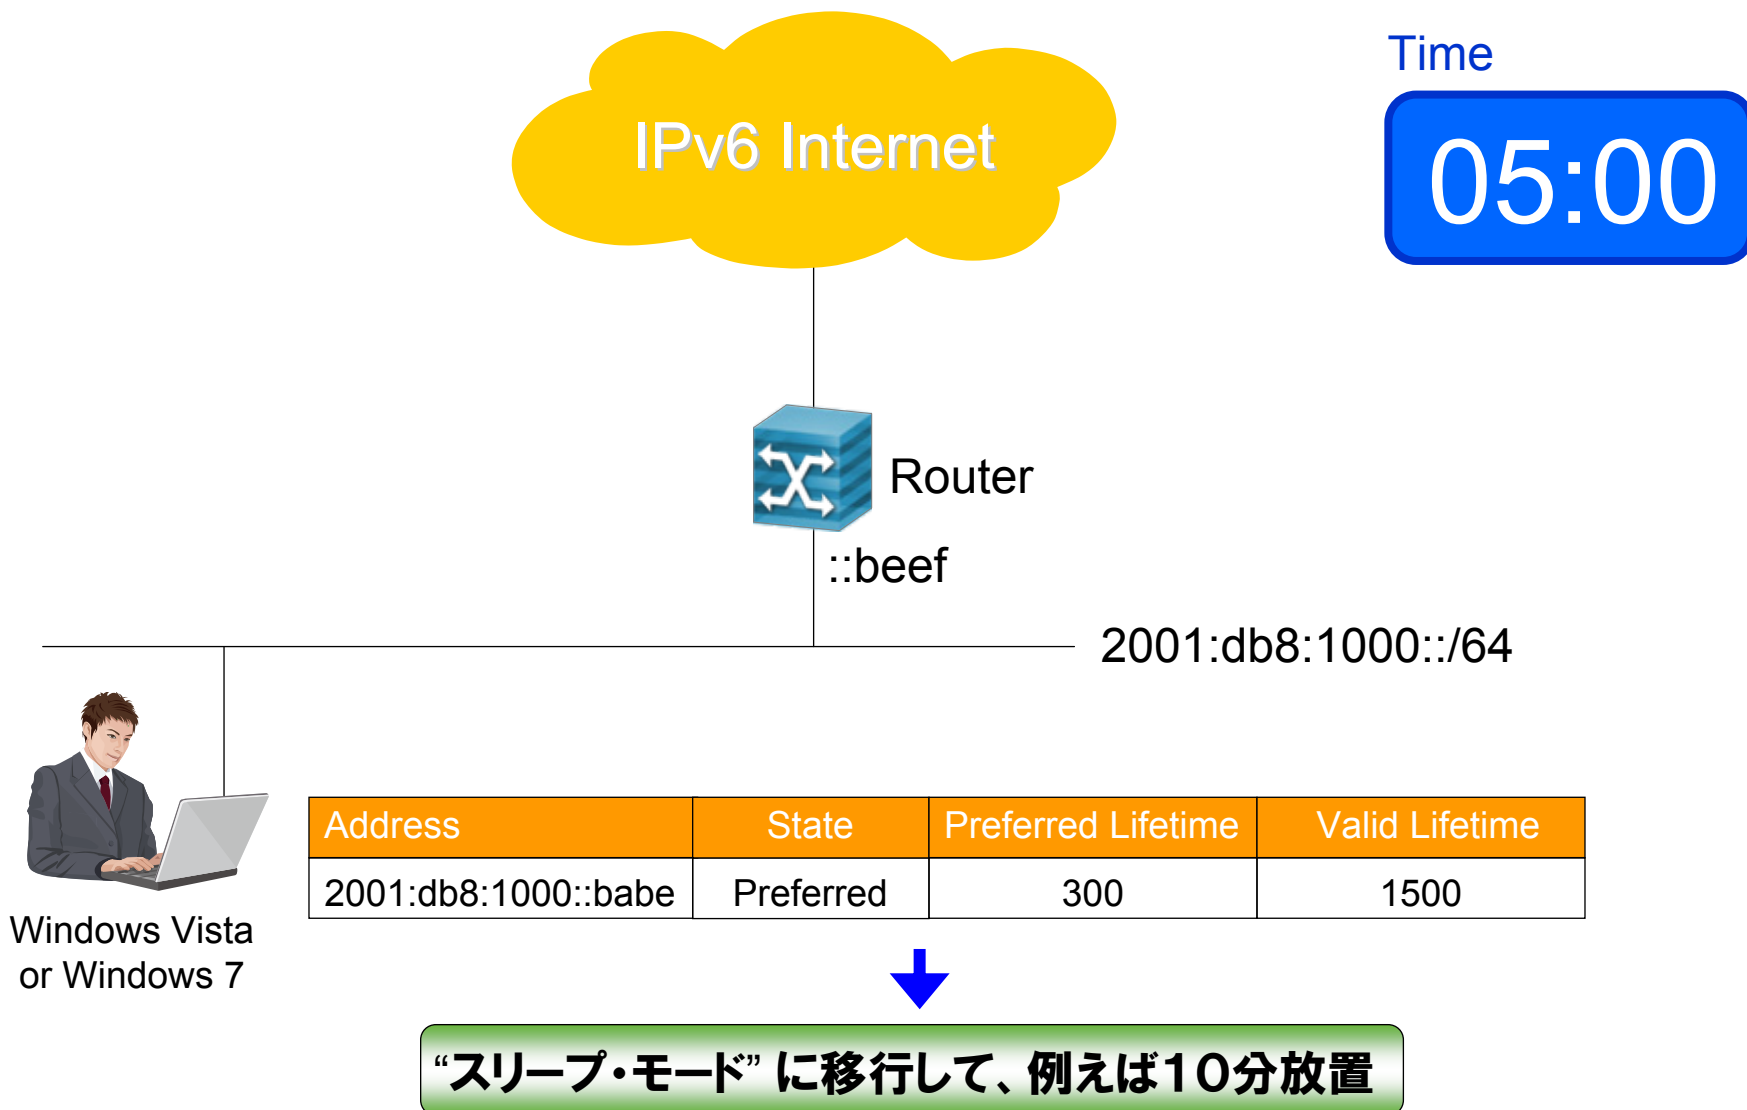 IPv6 Internet
Time
05:00
Router
::beef
2001:db8:1000::/64
Windows Vista
or Windows 7
Address State Preferred Lifetime Valid Lifetime
2001:db8:1000::babe Preferred 300 1500
“スリープ・モード” に移行して、例えば10分放置